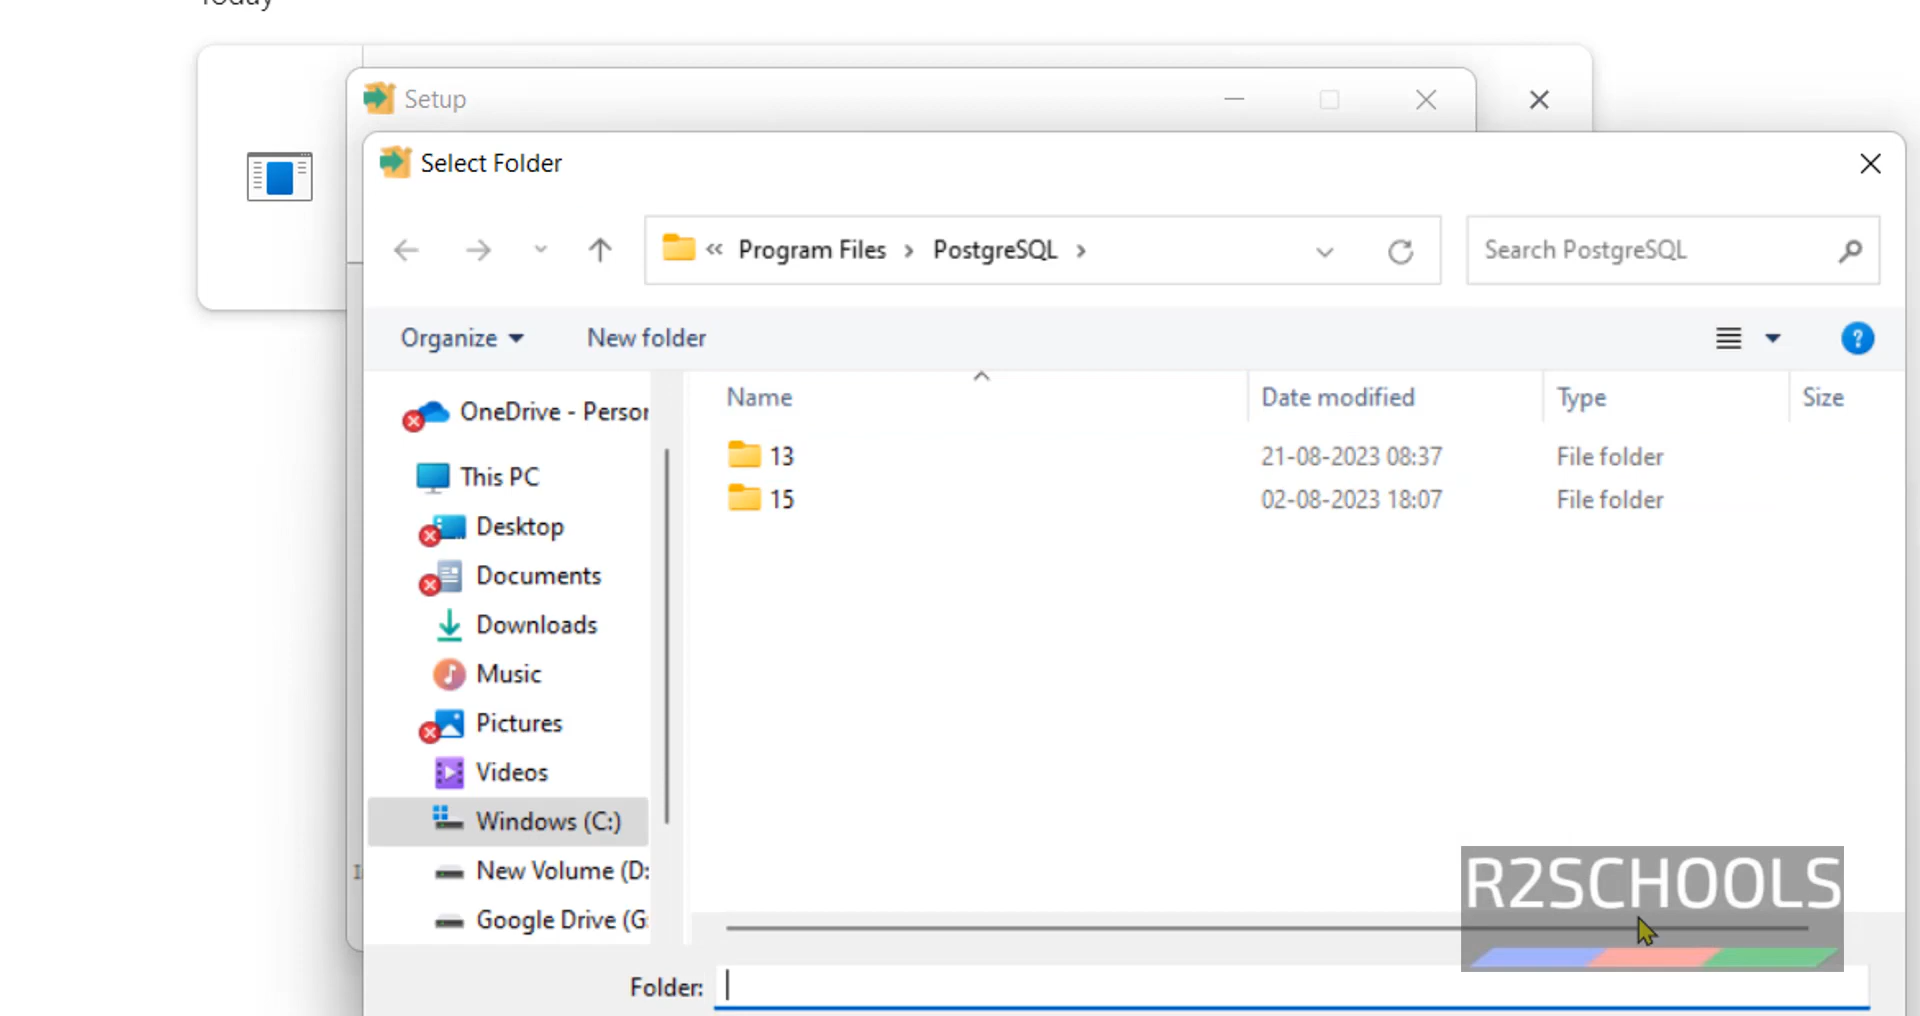 Today
Setup
Select Folder
« Program Files > PostgreSQL >
Search PostgreSQL
Organize
New folder
?
Name
Date modified
Type
Size
OneDrive - Person
13
21-08-2023 08:37
File folder
15
02-08-2023 18:07
File folder
This PC
Desktop
Documents
Downloads
Music
Pictures
Videos
Windows (C:)
New Volume (D:
Google Drive (G:
R2SCHOOLS
Folder: